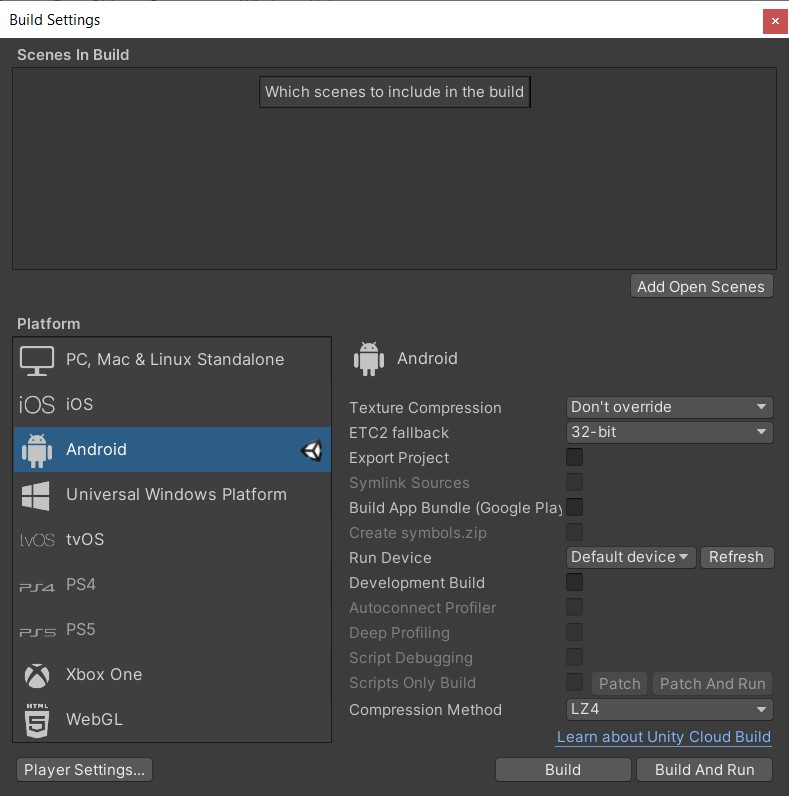 Build Settings
Scenes In Build
Which scenes to include in the build
Add Open Scenes
Platform
PC, Mac & Linux Standalone
iOS iOS
Android
Universal Windows Platform
tvOS tvOS
PS4 PS4
PS5 PS5
Xbox One
HTML
5 WebGL
Android
Texture Compression Don't override
ETC2 fallback 32-bit
Export Project
Symlink Sources
Build App Bundle (Google Play
Create symbols.zip
Run Device Default device Refresh
Development Build
Autoconnect Profiler
Deep Profiling
Script Debugging
Scripts Only Build Patch Patch And Run
Compression Method LZ4
Learn about Unity Cloud Build
Player Settings... Build Build And Run